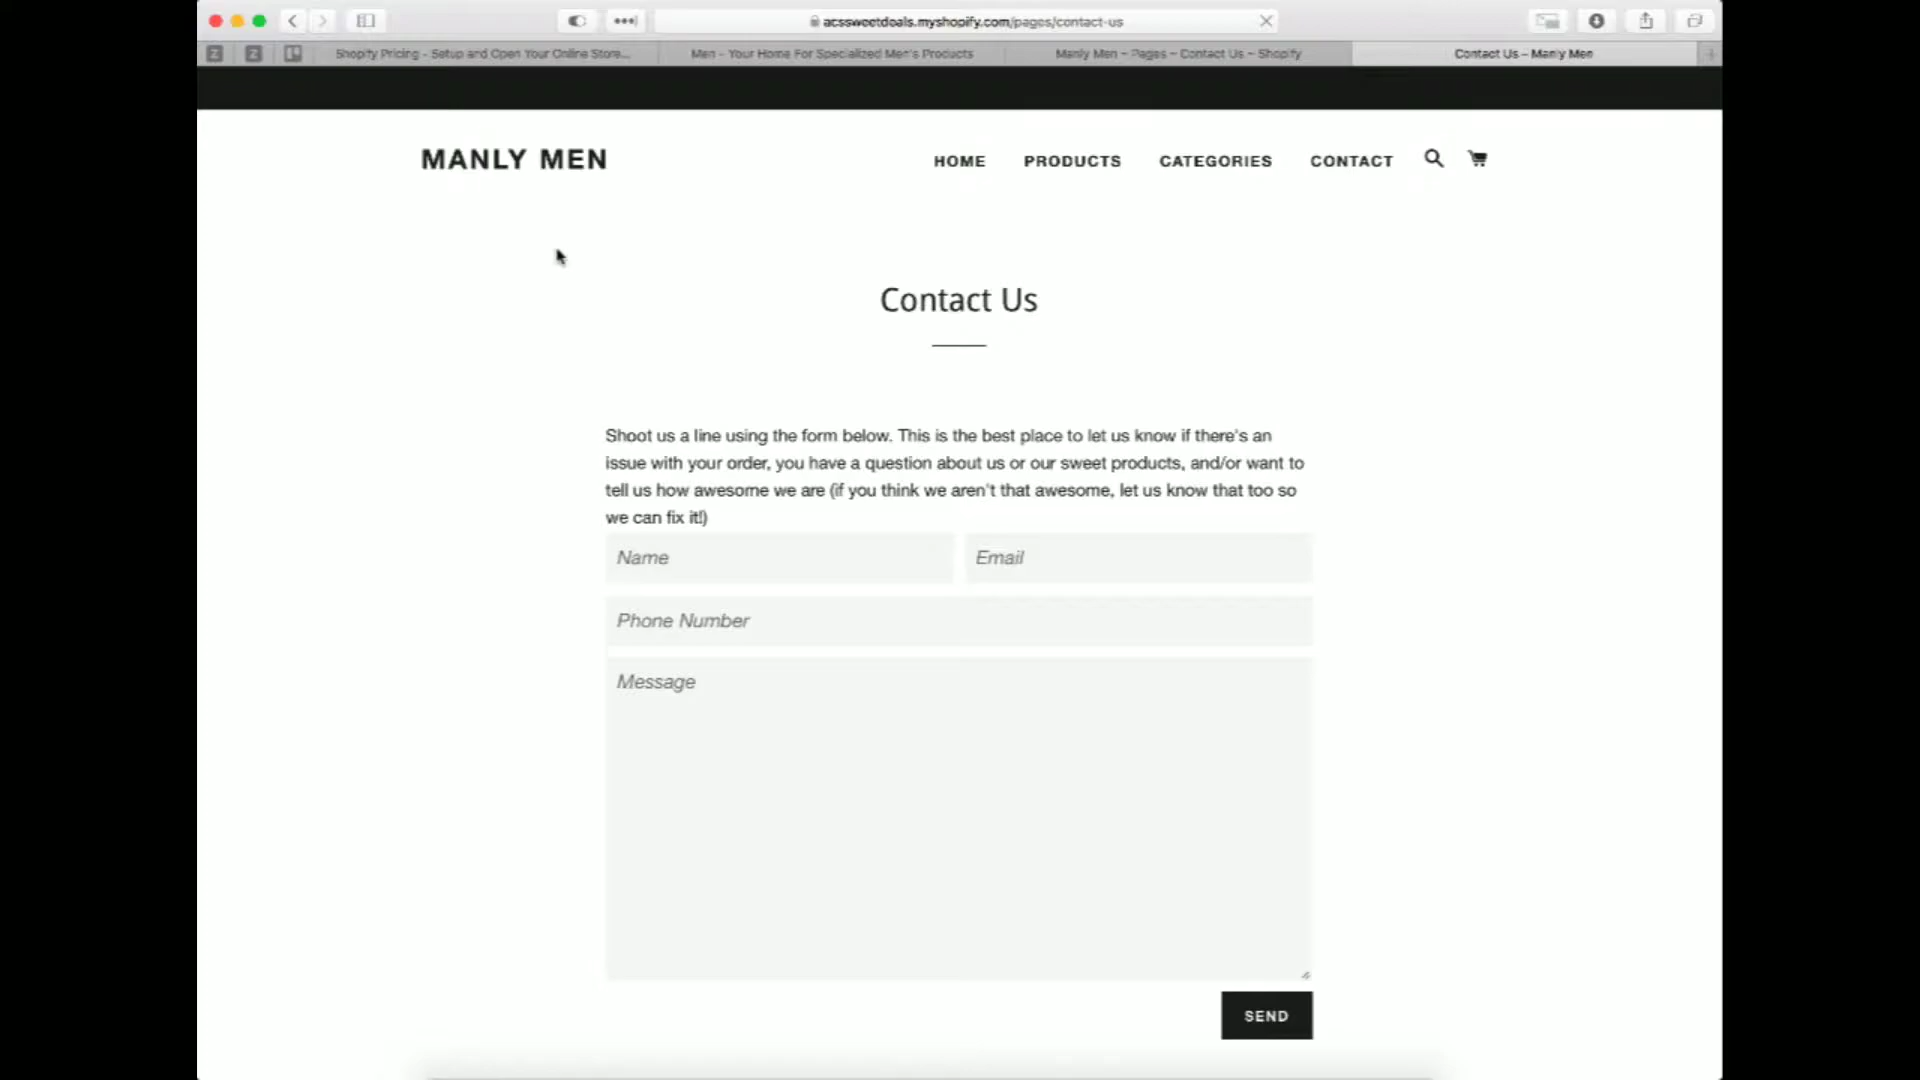 acssweetdeals.myshopify.com/pages/contact-us
Shopify Pricing - Setup and Open Your Online Store...
Men - Your Home For Specialized Men's Products
Manly Men ~ Pages ~ Contact Us ~ Shopify
Contact Us – Manly Men
MANLY MEN
HOME
PRODUCTS
CATEGORIES
CONTACT
Contact Us
Shoot us a line using the form below. This is the best place to let us know if there's an
issue with your order, you have a question about us or our sweet products, and/or want to
tell us how awesome we are (if you think we aren't that awesome, let us know that too so
we can fix it!)
Name
Email
Phone Number
Message
SEND